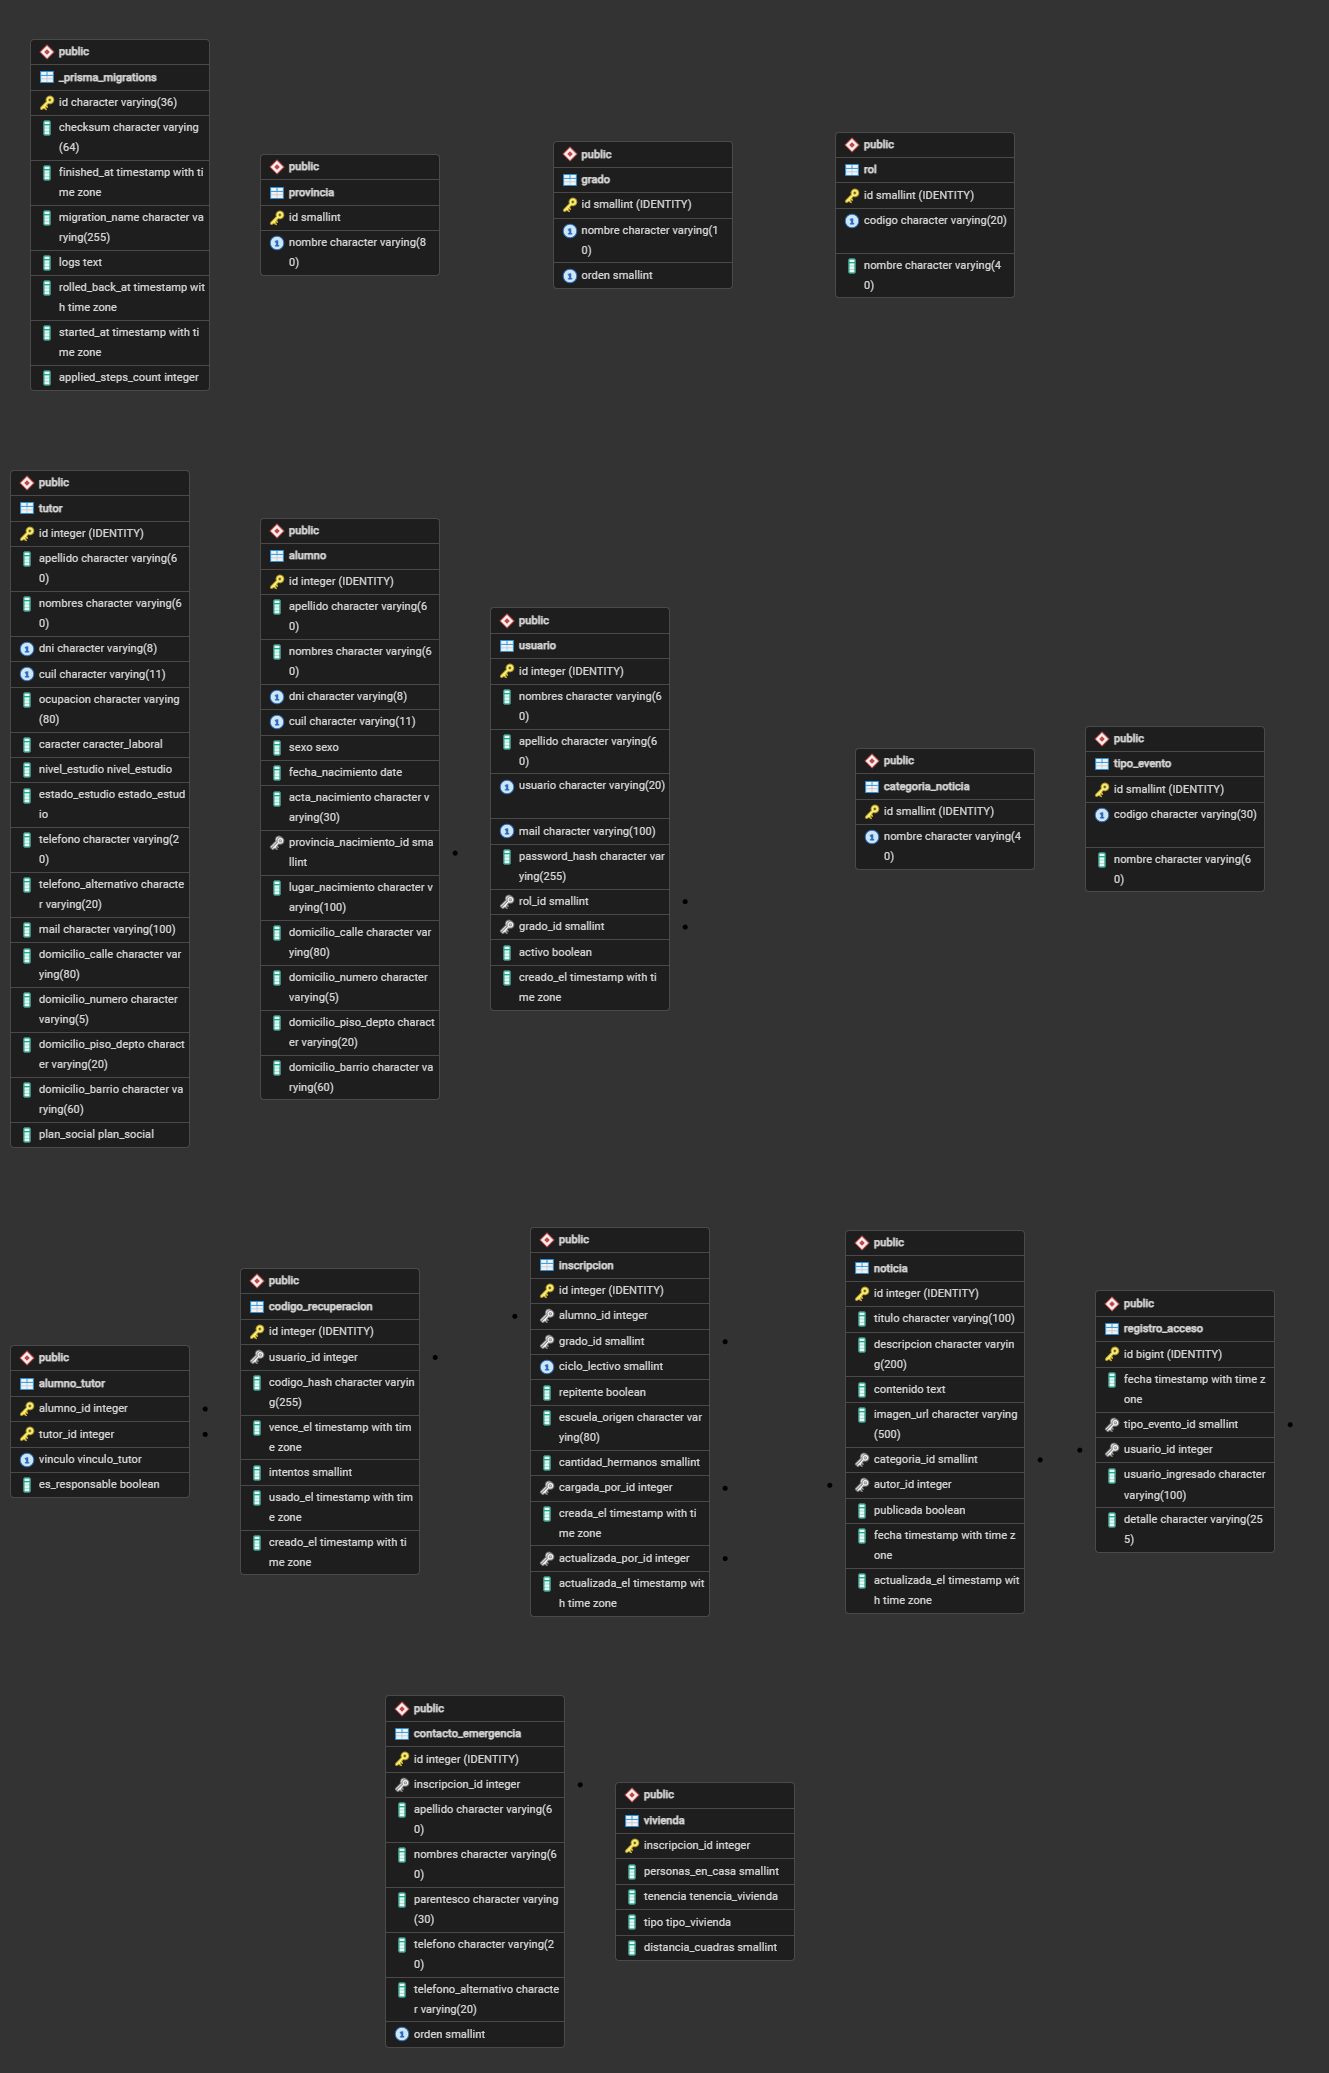 public
_prisma_migrations
id character varying(36)
checksum character varying
(64)
finished_at timestamp with ti
me zone
migration_name character va
rying(255)
logs text
rolled_back_at timestamp wit
h time zone
started_at timestamp with ti
me zone
applied_steps_count integer
public
provincia
id smallint
nombre character varying(8
0)
public
grado
id smallint (IDENTITY)
nombre character varying(1
0)
orden smallint
public
rol
id smallint (IDENTITY)
codigo character varying(20)
nombre character varying(4
0)
public
tutor
id integer (IDENTITY)
apellido character varying(6
0)
nombres character varying(6
0)
dni character varying(8)
cuil character varying(11)
ocupacion character varying
(80)
caracter caracter_laboral
nivel_estudio nivel_estudio
estado_estudio estado_estud
io
telefono character varying(2
0)
telefono_alternativo characte
r varying(20)
mail character varying(100)
domicilio_calle character var
ying(80)
domicilio_numero character
varying(5)
domicilio_piso_depto charact
er varying(20)
domicilio_barrio character va
rying(60)
plan_social plan_social
public
alumno
id integer (IDENTITY)
apellido character varying(6
0)
nombres character varying(6
0)
dni character varying(8)
cuil character varying(11)
sexo sexo
fecha_nacimiento date
acta_nacimiento character v
arying(30)
provincia_nacimiento_id sma
llint
lugar_nacimiento character v
arying(100)
domicilio_calle character var
ying(80)
domicilio_numero character
varying(5)
domicilio_piso_depto charact
er varying(20)
domicilio_barrio character va
rying(60)
public
usuario
id integer (IDENTITY)
nombres character varying(6
0)
apellido character varying(6
0)
usuario character varying(20)
mail character varying(100)
password_hash character var
ying(255)
rol_id smallint
grado_id smallint
activo boolean
creado_el timestamp with ti
me zone
public
categoria_noticia
id smallint (IDENTITY)
nombre character varying(4
0)
public
tipo_evento
id smallint (IDENTITY)
codigo character varying(30)
nombre character varying(6
0)
public
alumno_tutor
alumno_id integer
tutor_id integer
vinculo vinculo_tutor
es_responsable boolean
public
codigo_recuperacion
id integer (IDENTITY)
usuario_id integer
codigo_hash character varyin
g(255)
vence_el timestamp with tim
e zone
intentos smallint
usado_el timestamp with tim
e zone
creado_el timestamp with ti
me zone
public
inscripcion
id integer (IDENTITY)
alumno_id integer
grado_id smallint
ciclo_lectivo smallint
repitente boolean
escuela_origen character var
ying(80)
cantidad_hermanos smallint
cargada_por_id integer
creada_el timestamp with ti
me zone
actualizada_por_id integer
actualizada_el timestamp wit
h time zone
public
noticia
id integer (IDENTITY)
titulo character varying(100)
descripcion character varyin
g(200)
contenido text
imagen_url character varying
(500)
categoria_id smallint
autor_id integer
publicada boolean
fecha timestamp with time z
one
actualizada_el timestamp wit
h time zone
public
registro_acceso
id bigint (IDENTITY)
fecha timestamp with time z
one
tipo_evento_id smallint
usuario_id integer
usuario_ingresado character
varying(100)
detalle character varying(25
5)
public
contacto_emergencia
id integer (IDENTITY)
inscripcion_id integer
apellido character varying(6
0)
nombres character varying(6
0)
parentesco character varying
(30)
telefono character varying(2
0)
telefono_alternativo characte
r varying(20)
orden smallint
public
vivienda
inscripcion_id integer
personas_en_casa smallint
tenencia tenencia_vivienda
tipo tipo_vivienda
distancia_cuadras smallint